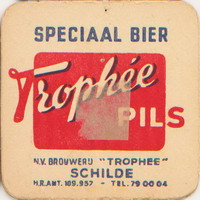 SPECIAAL BIER
Trophée
PILS
N.V. BROUWERIJ "TROPHEE"
SCHILDE
H.R.ANT. 109.957 - TEL. 79 00 04